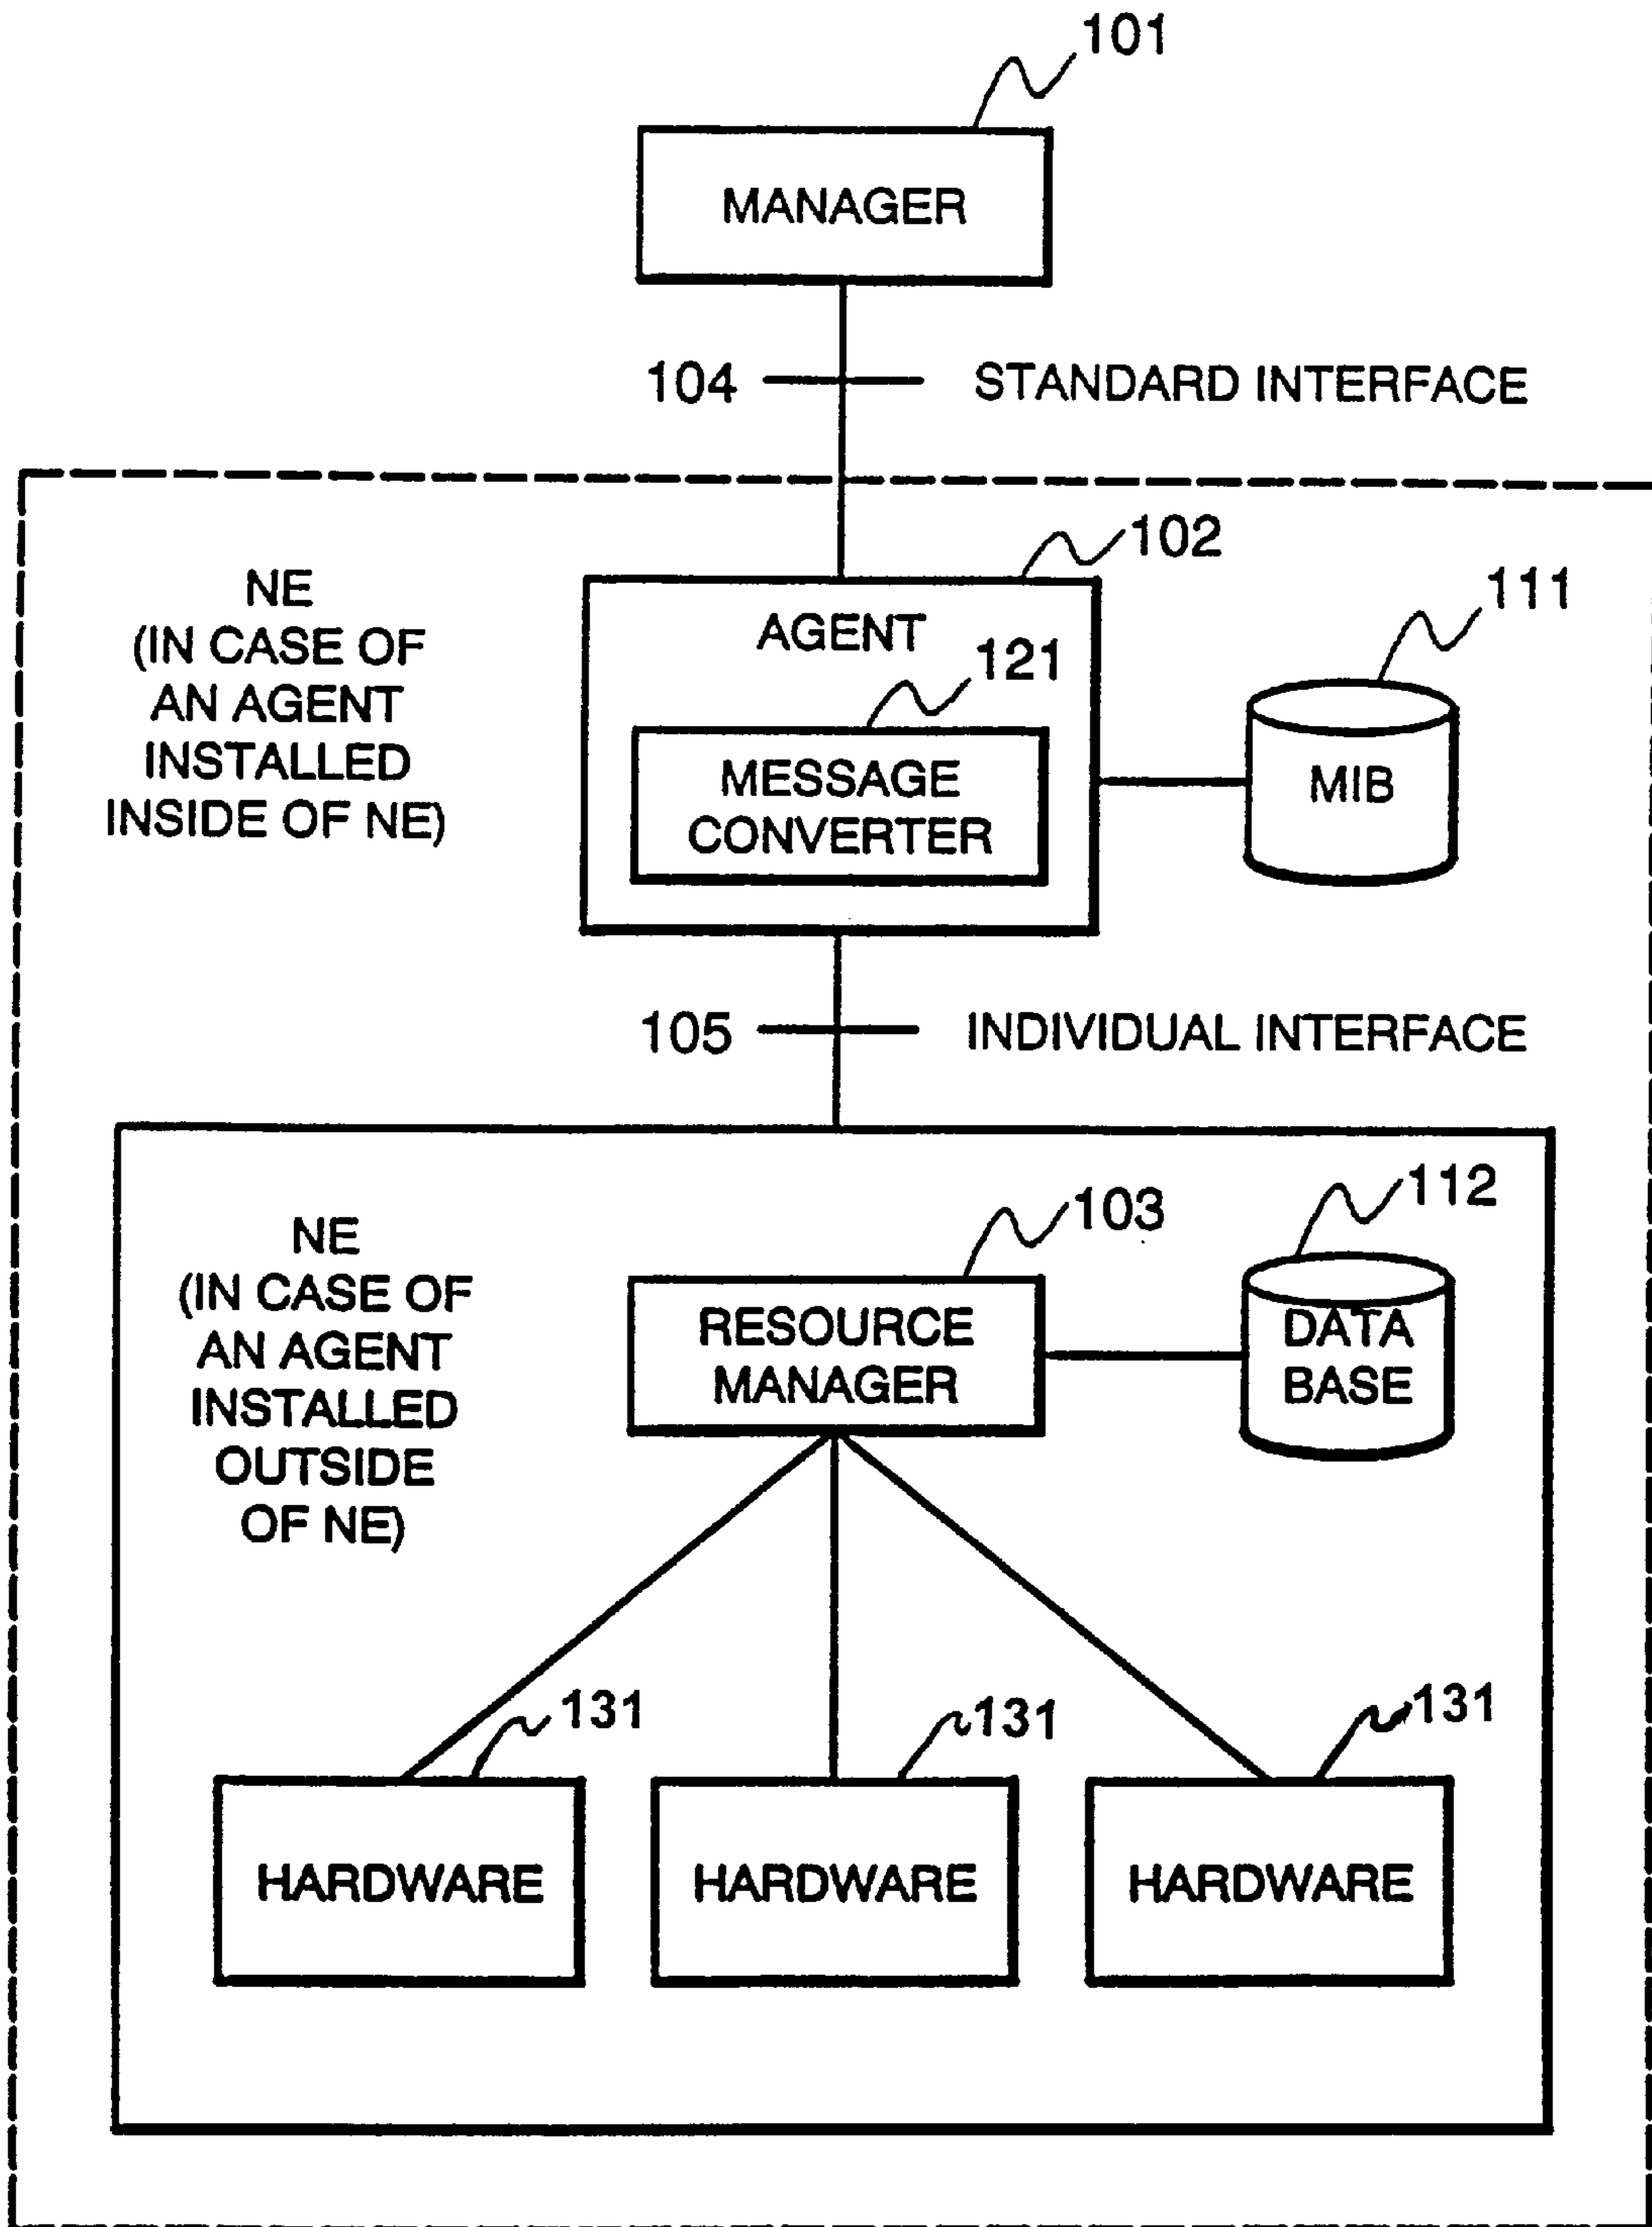 101
MANAGER
104
STANDARD INTERFACE
102
111
NE
(IN CASE OF
AN AGENT
INSTALLED
INSIDE OF NE)
AGENT
121
MESSAGE
CONVERTER
MIB
105
INDIVIDUAL INTERFACE
103
112
NE
(IN CASE OF
AN AGENT
INSTALLED
OUTSIDE
OF NE)
RESOURCE
MANAGER
DATA
BASE
131
131
131
HARDWARE
HARDWARE
HARDWARE